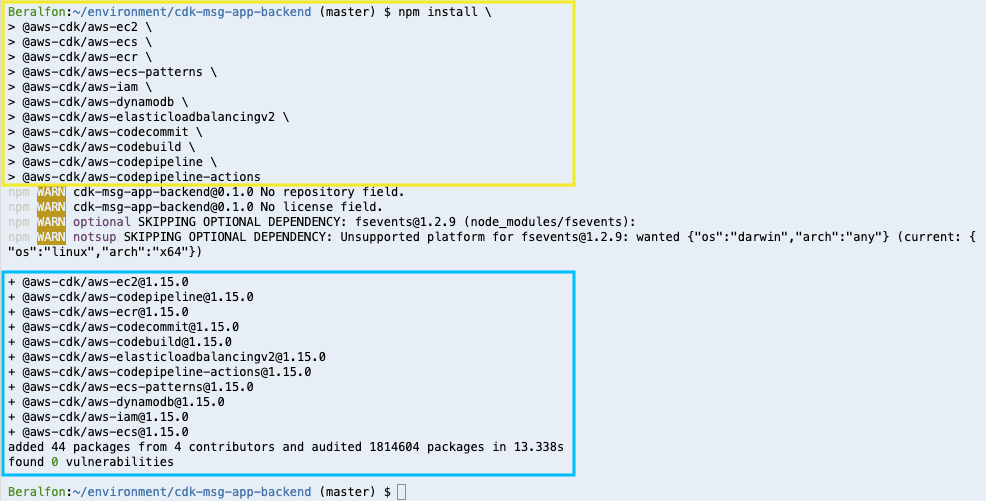 Beralfon:~/environment/cdk-msg-app-backend (master) $ npm install \
> @aws-cdk/aws-ec2 \
> @aws-cdk/aws-ecs \
> @aws-cdk/aws-ecr \
> @aws-cdk/aws-ecs-patterns \
> @aws-cdk/aws-iam \
> @aws-cdk/aws-dynamodb \
> @aws-cdk/aws-elasticloadbalancingv2 \
> @aws-cdk/aws-codecommit \
> @aws-cdk/aws-codebuild \
> @aws-cdk/aws-codepipeline \
> @aws-cdk/aws-codepipeline-actions
npm WARN cdk-msg-app-backend@0.1.0 No repository field.
npm WARN cdk-msg-app-backend@0.1.0 No license field.
npm WARN optional SKIPPING OPTIONAL DEPENDENCY: fsevents@1.2.9 (node_modules/fsevents):
npm WARN notsup SKIPPING OPTIONAL DEPENDENCY: Unsupported platform for fsevents@1.2.9: wanted {"os":"darwin","arch":"any"} (current: {
"os":"linux","arch":"x64"})
+ @aws-cdk/aws-ec2@1.15.0
+ @aws-cdk/aws-codepipeline@1.15.0
+ @aws-cdk/aws-ecr@1.15.0
+ @aws-cdk/aws-codecommit@1.15.0
+ @aws-cdk/aws-codebuild@1.15.0
+ @aws-cdk/aws-elasticloadbalancingv2@1.15.0
+ @aws-cdk/aws-codepipeline-actions@1.15.0
+ @aws-cdk/aws-ecs-patterns@1.15.0
+ @aws-cdk/aws-dynamodb@1.15.0
+ @aws-cdk/aws-iam@1.15.0
+ @aws-cdk/aws-ecs@1.15.0
added 44 packages from 4 contributors and audited 1814604 packages in 13.338s
found 0 vulnerabilities
Beralfon:~/environment/cdk-msg-app-backend (master) $